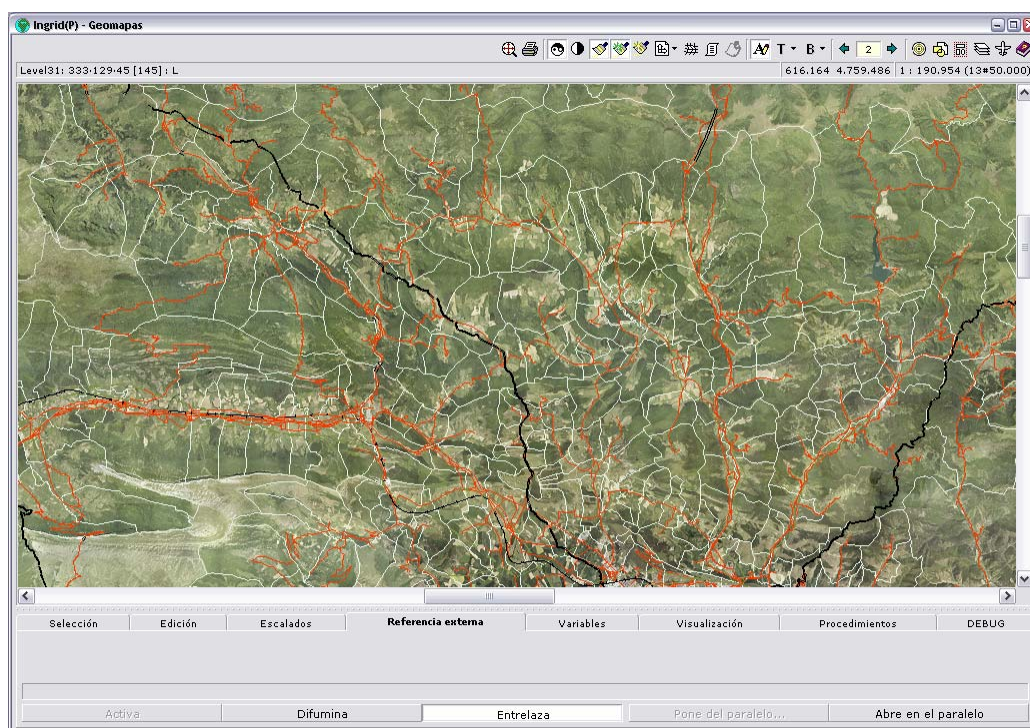 Ingrid(P) - Geomapas
A T B 2
Level31: 333·129·45 [145] : L 616.164 4.759.486 1 : 190.954 (13#50.000)
Selección Edición Escalados Referencia externa Variables Visualización Procedimientos DEBUG
Activa Difumina Entrelaza Pone del paralelo... Abre en el paralelo